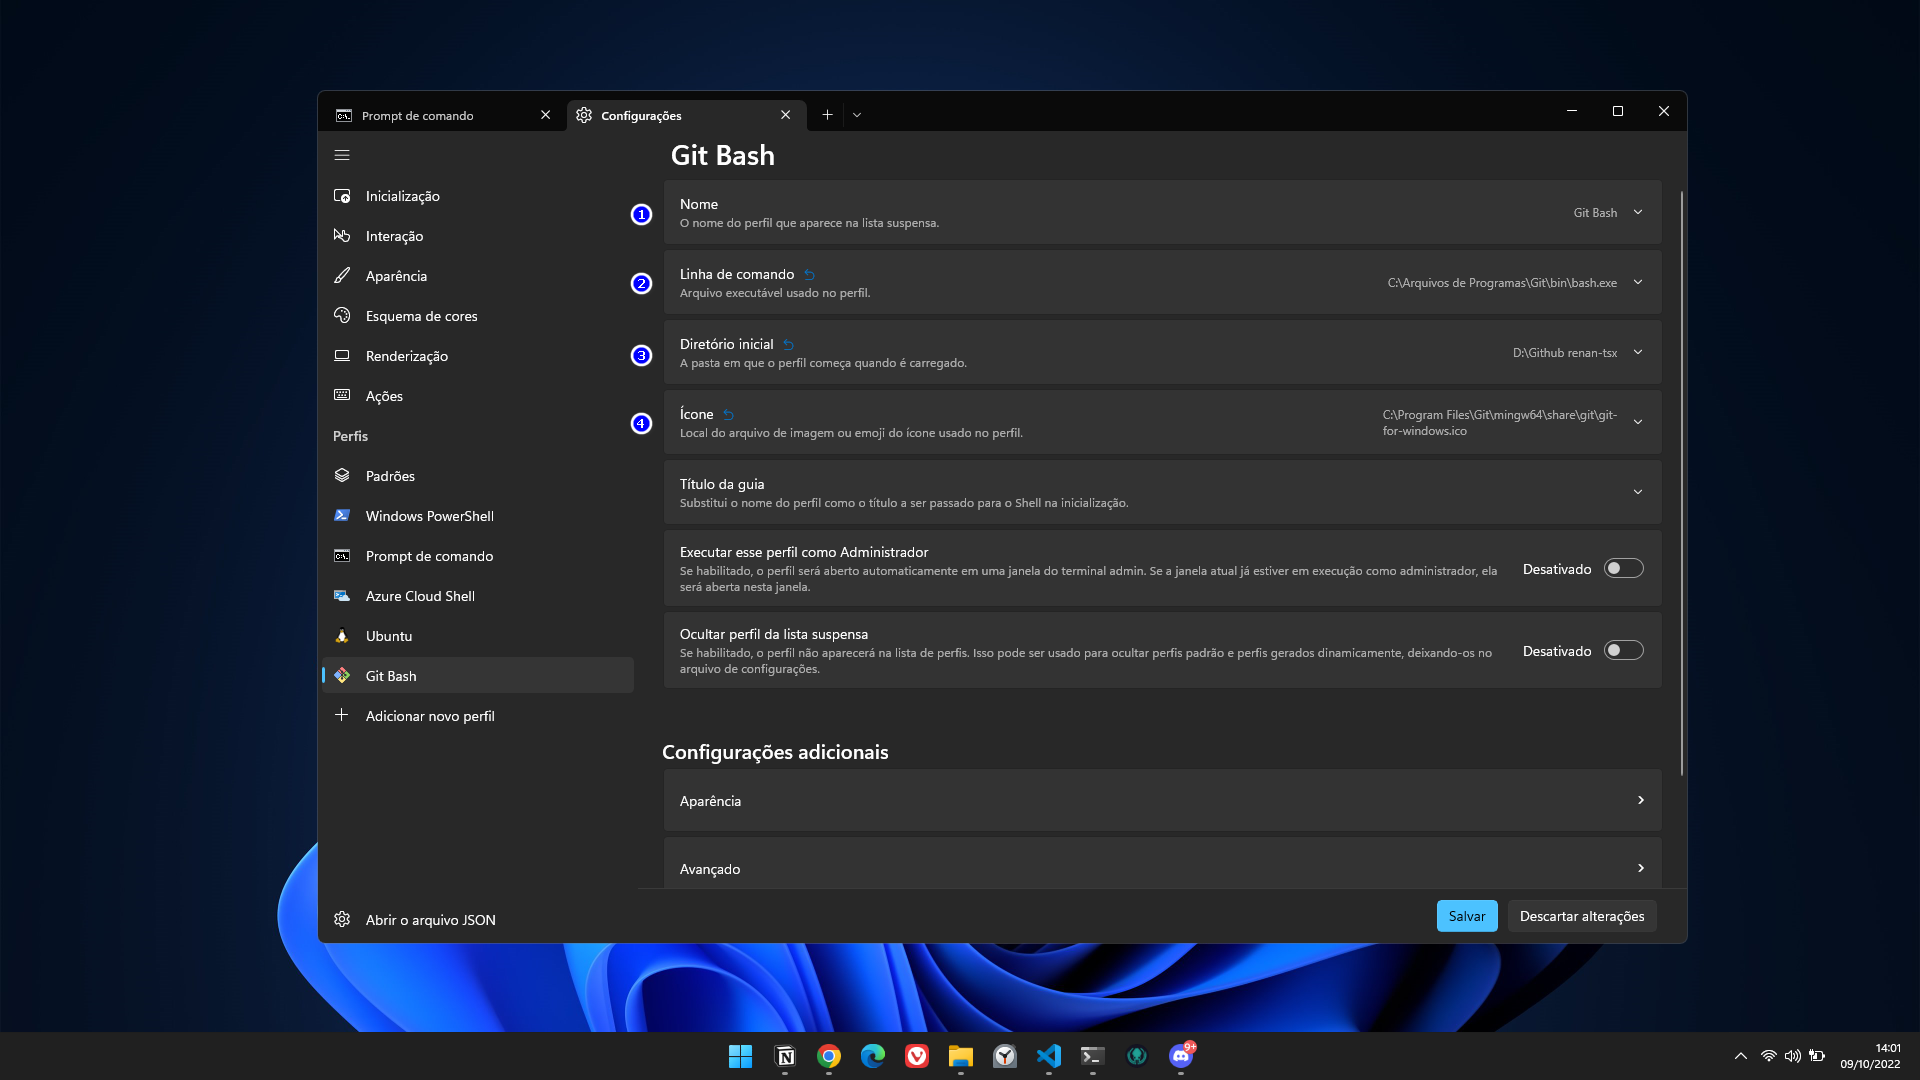 Prompt de comando
Configurações
Git Bash
Inicialização
Interação
Aparência
Esquema de cores
Renderização
Ações
Perfis
Padrões
Windows PowerShell
Prompt de comando
Azure Cloud Shell
Ubuntu
Git Bash
Adicionar novo perfil
Abrir o arquivo JSON
1
Nome
O nome do perfil que aparece na lista suspensa.
Git Bash
2
Linha de comando
Arquivo executável usado no perfil.
C:\Arquivos de Programas\Git\bin\bash.exe
3
Diretório inicial
A pasta em que o perfil começa quando é carregado.
D:\Github renan-tsx
4
Ícone
Local do arquivo de imagem ou emoji do ícone usado no perfil.
C:\Program Files\Git\mingw64\share\git\git-
for-windows.ico
Título da guia
Substitui o nome do perfil como o título a ser passado para o Shell na inicialização.
Executar esse perfil como Administrador
Se habilitado, o perfil será aberto automaticamente em uma janela do terminal admin. Se a janela atual já estiver em execução como administrador, ela
será aberta nesta janela.
Desativado
Ocultar perfil da lista suspensa
Se habilitado, o perfil não aparecerá na lista de perfis. Isso pode ser usado para ocultar perfis padrão e perfis gerados dinamicamente, deixando-os no
arquivo de configurações.
Desativado
Configurações adicionais
Aparência
Avançado
Salvar
Descartar alterações
9+
14:01
09/10/2022